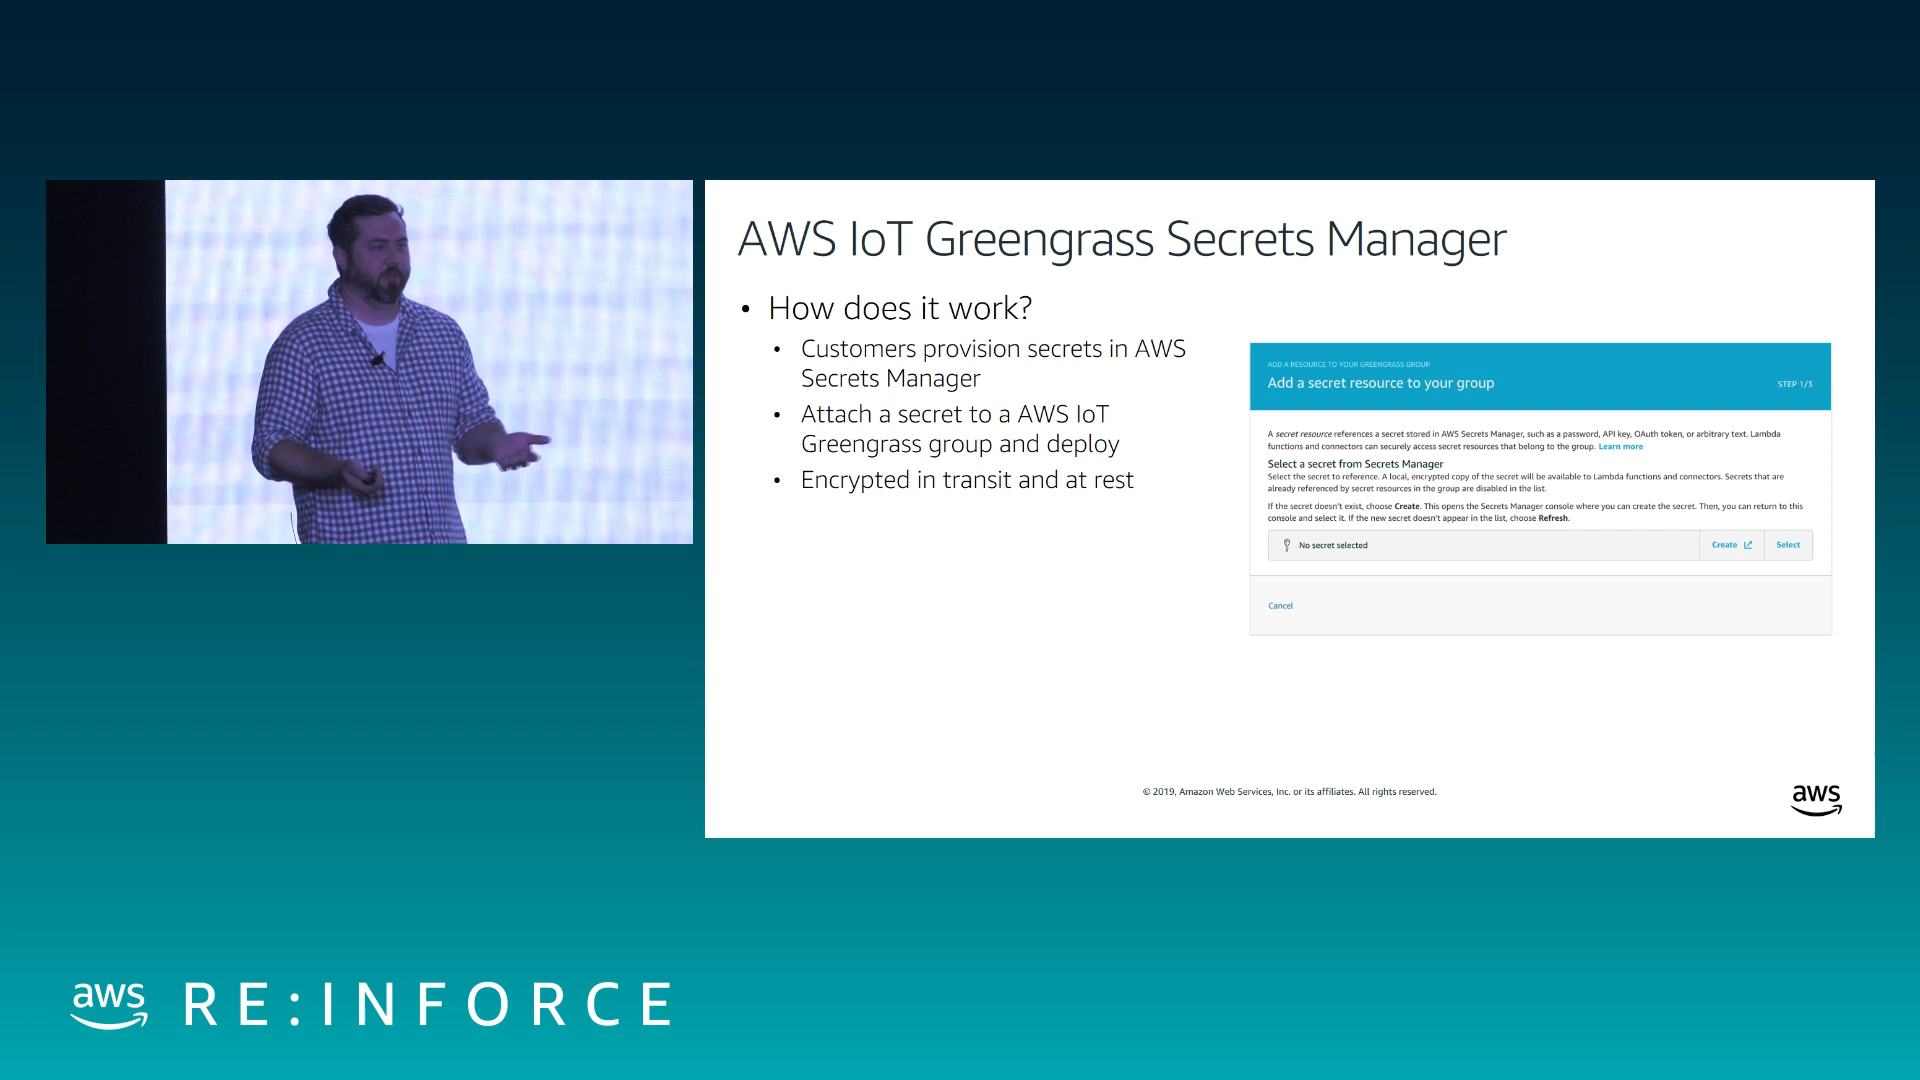 AWS IoT Greengrass Secrets Manager
• How does it work?
• Customers provision secrets in AWS
Secrets Manager
• Attach a secret to a AWS IoT
Greengrass group and deploy
• Encrypted in transit and at rest
ADD A RESOURCE TO YOUR GREENGRASS GROUP
Add a secret resource to your group
STEP 1/3
A secret resource references a secret stored in AWS Secrets Manager, such as a password, API key, OAuth token, or arbitrary text. Lambda
functions and connectors can securely access secret resources that belong to the group. Learn more
Select a secret from Secrets Manager
Select the secret to reference. A local, encrypted copy of the secret will be available to Lambda functions and connectors. Secrets that are
already referenced by secret resources in the group are disabled in the list.
If the secret doesn't exist, choose Create. This opens the Secrets Manager console where you can create the secret. Then, you can return to this
console and select it. If the new secret doesn't appear in the list, choose Refresh.
No secret selected
Create
Select
Cancel
© 2019, Amazon Web Services, Inc. or its affiliates. All rights reserved.
aws
aws RE:INFORCE